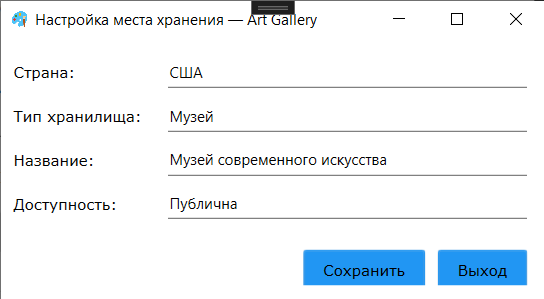 Настройка места хранения — Art Gallery
Страна: США
Тип хранилища: Музей
Название: Музей современного искусства
Доступность: Публична
Сохранить Выход